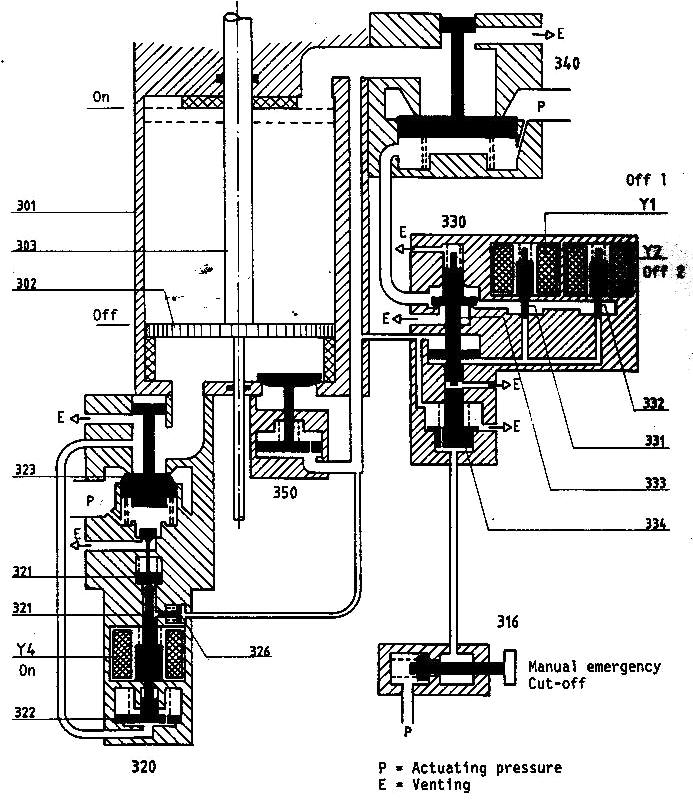 E
340
On
P
Off 1
Y1
301
330
E
303
Y2
Off 2
302
Off
E
E
332
E
E
331
323
333
350
P
334
E
321
321
316
326
Y4
On
Manual emergency
Cut-off
322
P
320
P = Actuating pressure
E = Venting